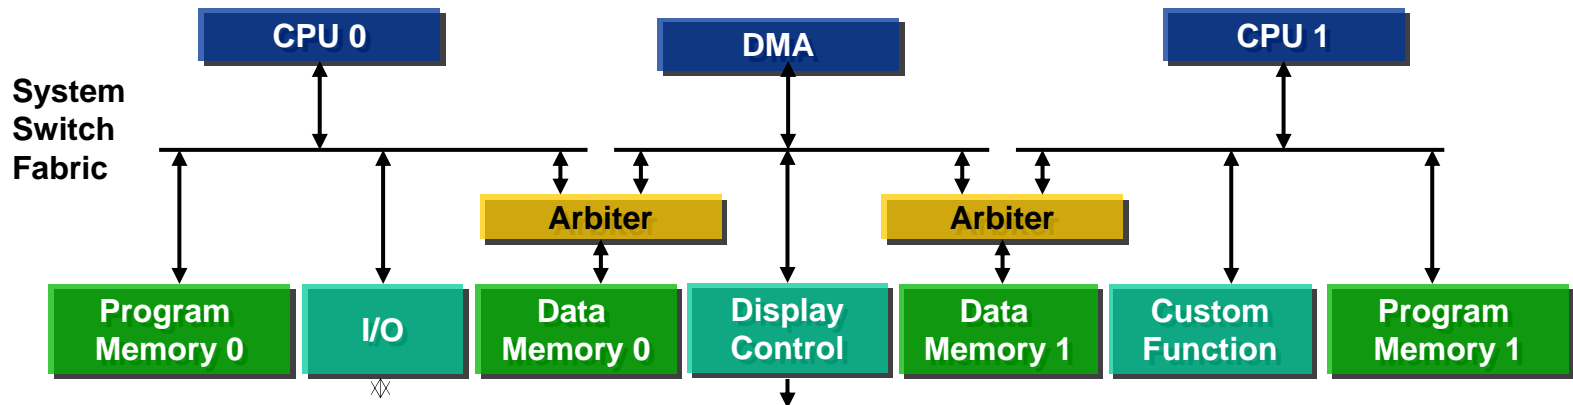 CPU 0
DMA
CPU 1
System
Switch
Fabric
Arbiter
Arbiter
Program
Memory 0
I/O
Data
Memory 0
Display
Control
Data
Memory 1
Custom
Function
Program
Memory 1